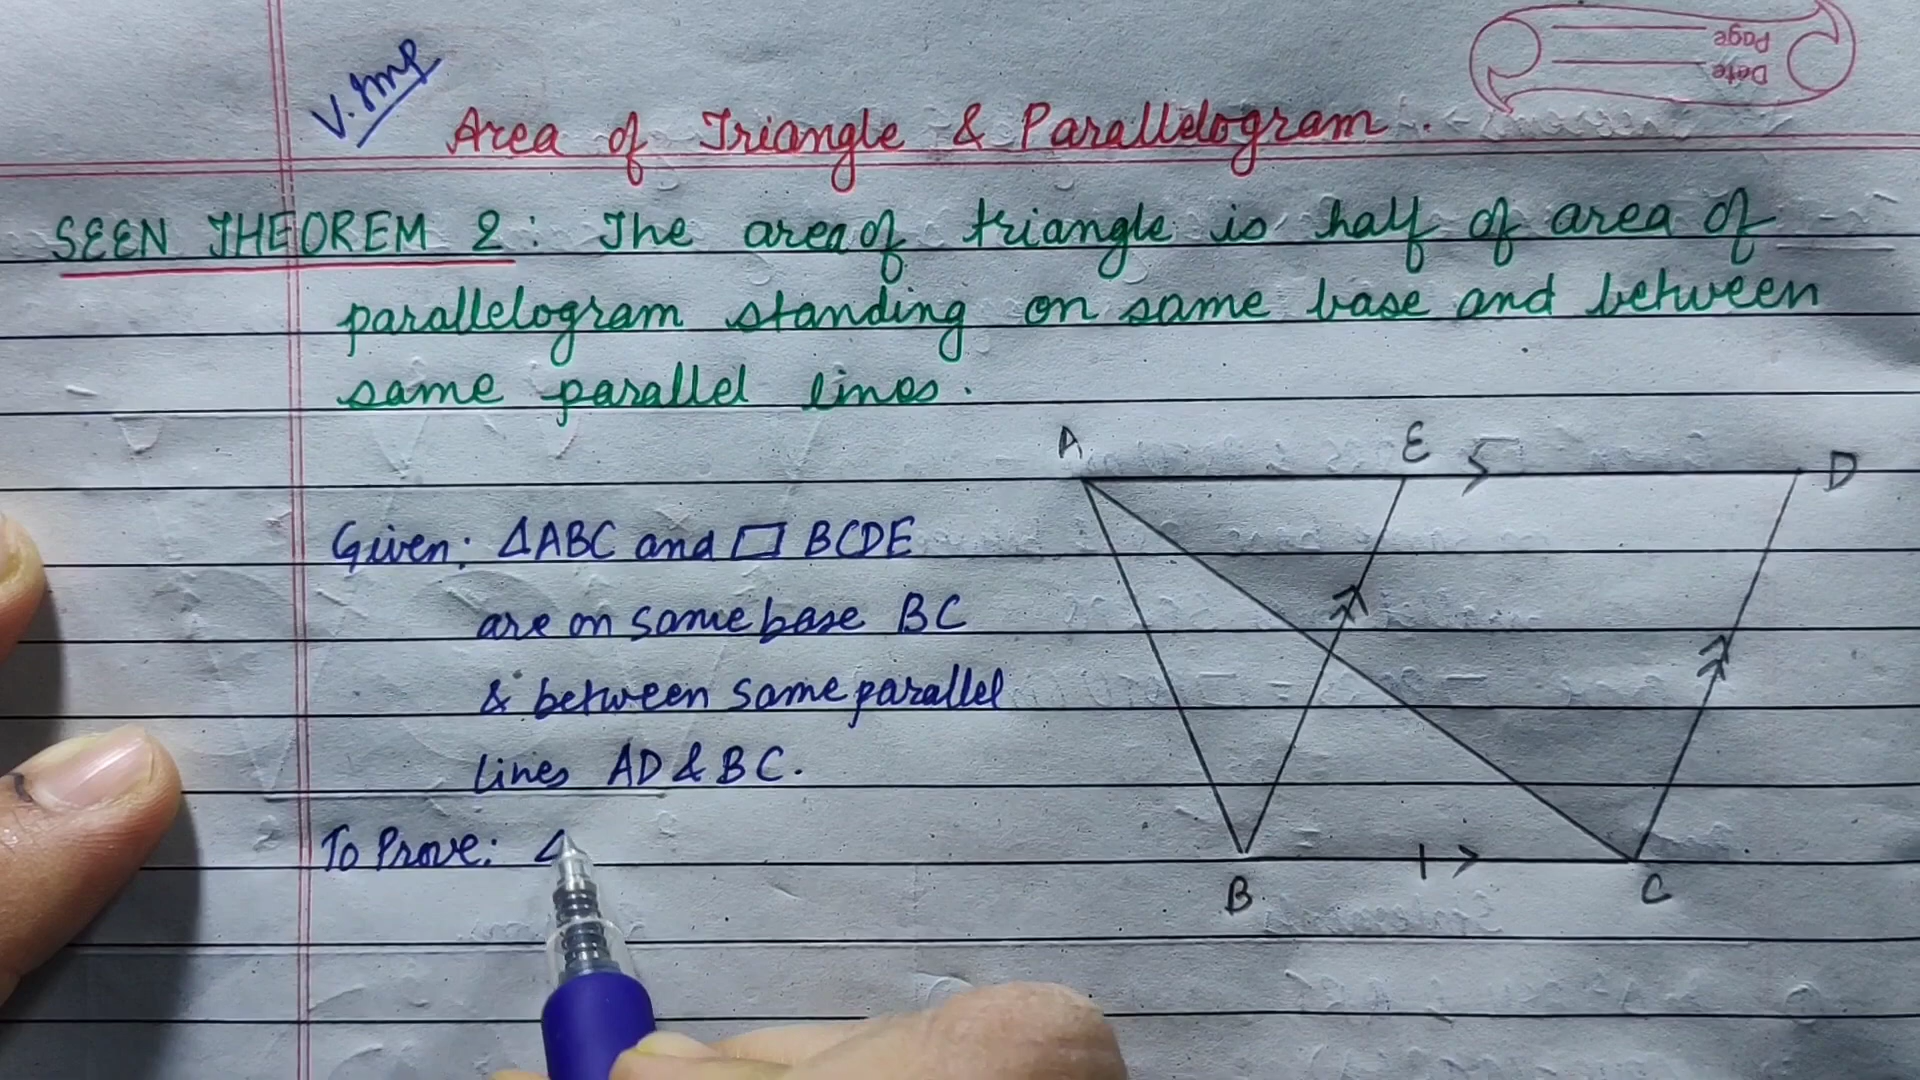 Page
Date
V. Imp
Area of Triangle & Parallelogram.
SEEN THEOREM 2: The area of triangle is half of area of
parallelogram standing on same base and between
same parallel lines.
A E D
Given: ΔABC and ▱ BCDE
are on same base BC
& between same parallel
lines AD & BC.
To Prove: Δ
B C